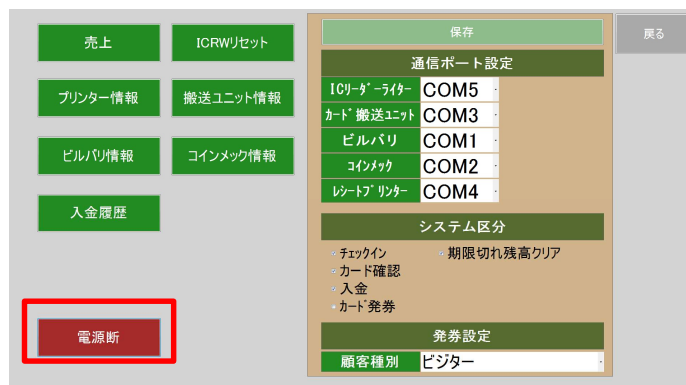 売上
ICRWリセット
プリンター情報
搬送ユニット情報
ビルバリ情報
コインメック情報
入金履歴
電源断
保存
通信ポート設定
ICリーダーライター COM5
カード搬送ユニット COM3
ビルバリ COM1
コインメック COM2
レシートプリンター COM4
システム区分
チェックイン
期限切れ残高クリア
カード確認
入金
カード発券
発券設定
顧客種別 ビジター
戻る